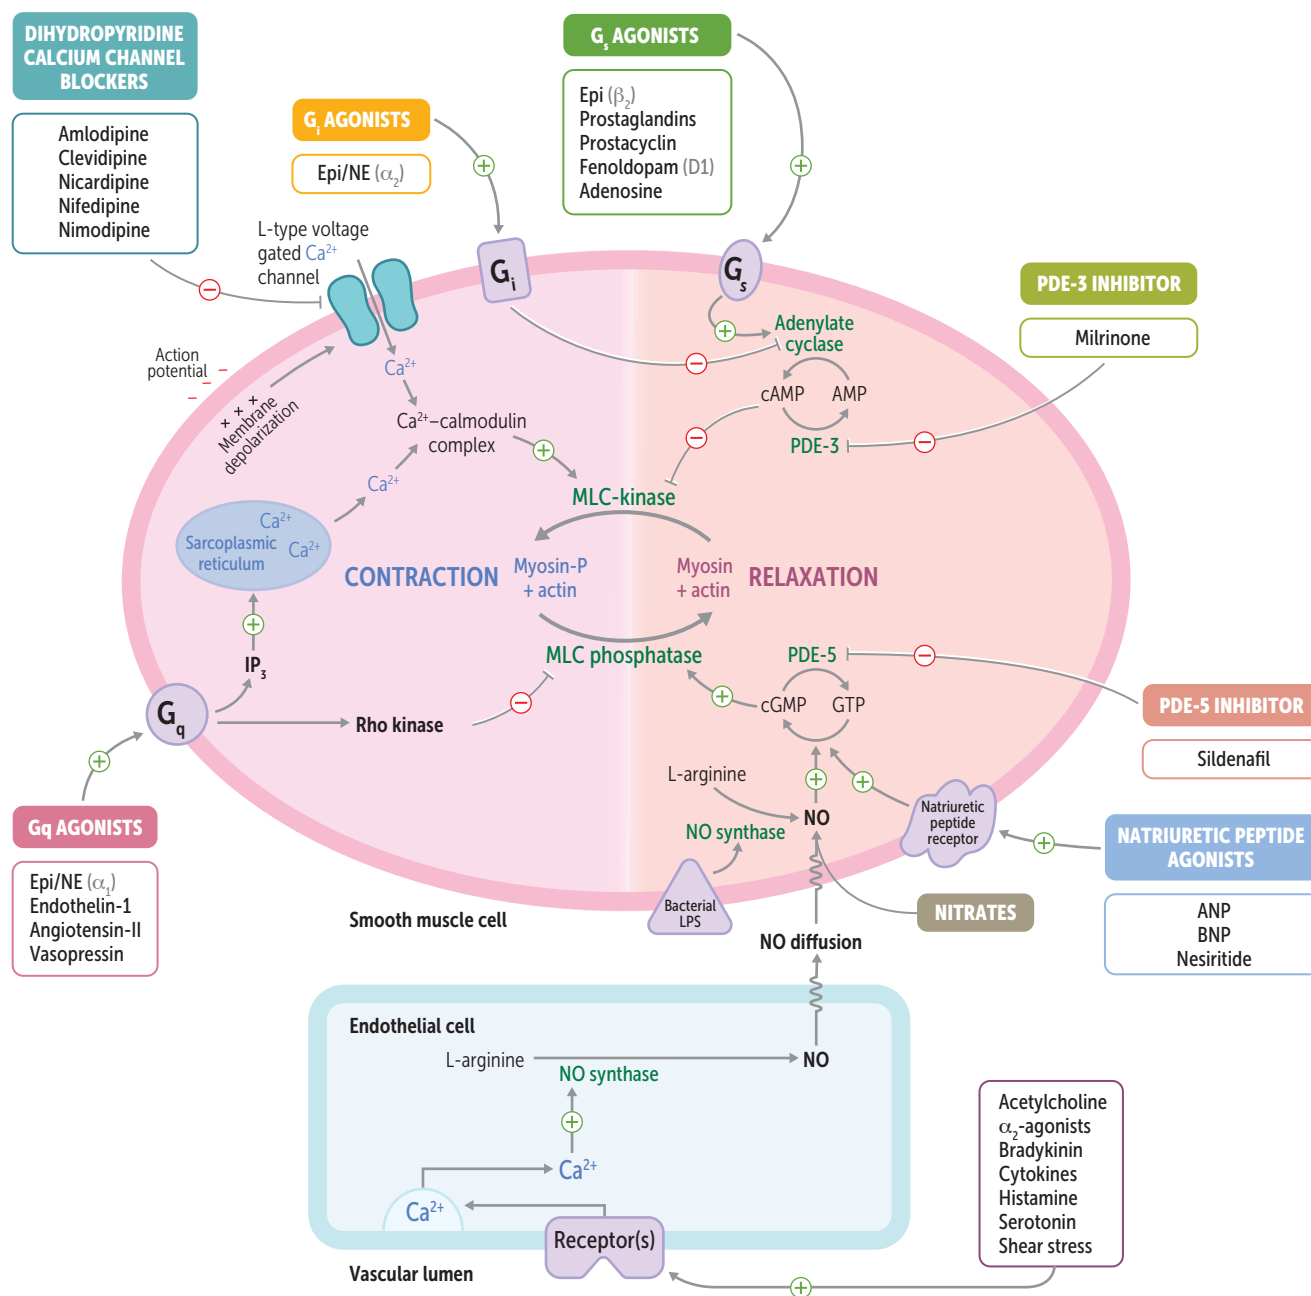 DIHYDROPYRIDINE
CALCIUM CHANNEL
BLOCKERS
Amlodipine
Clevidipine
Nicardipine
Nifedipine
Nimodipine
Gᵢ AGONISTS
Epi/NE (α₂)
Gₛ AGONISTS
Epi (β₂)
Prostaglandins
Prostacyclin
Fenoldopam (D1)
Adenosine
L-type voltage
gated Ca²⁺
channel
Gᵢ
Gₛ
PDE-3 INHIBITOR
Milrinone
Action
potential
Membrane
depolarization
Ca²⁺
Adenylate
cyclase
cAMP
AMP
PDE-3
Ca²⁺–calmodulin
complex
Ca²⁺
MLC-kinase
Ca²⁺
Sarcoplasmic
reticulum
Ca²⁺
CONTRACTION
Myosin-P
+ actin
Myosin
+ actin
RELAXATION
MLC phosphatase
IP₃
Gq
Rho kinase
PDE-5
cGMP
GTP
PDE-5 INHIBITOR
Sildenafil
L-arginine
NO
NO synthase
Natriuretic
peptide
receptor
Gq AGONISTS
Epi/NE (α₁)
Endothelin-1
Angiotensin-II
Vasopressin
NATRIURETIC PEPTIDE
AGONISTS
ANP
BNP
Nesiritide
Bacterial
LPS
NITRATES
Smooth muscle cell
NO diffusion
Endothelial cell
L-arginine
NO
NO synthase
Ca²⁺
Ca²⁺
Receptor(s)
Vascular lumen
Acetylcholine
α₂-agonists
Bradykinin
Cytokines
Histamine
Serotonin
Shear stress